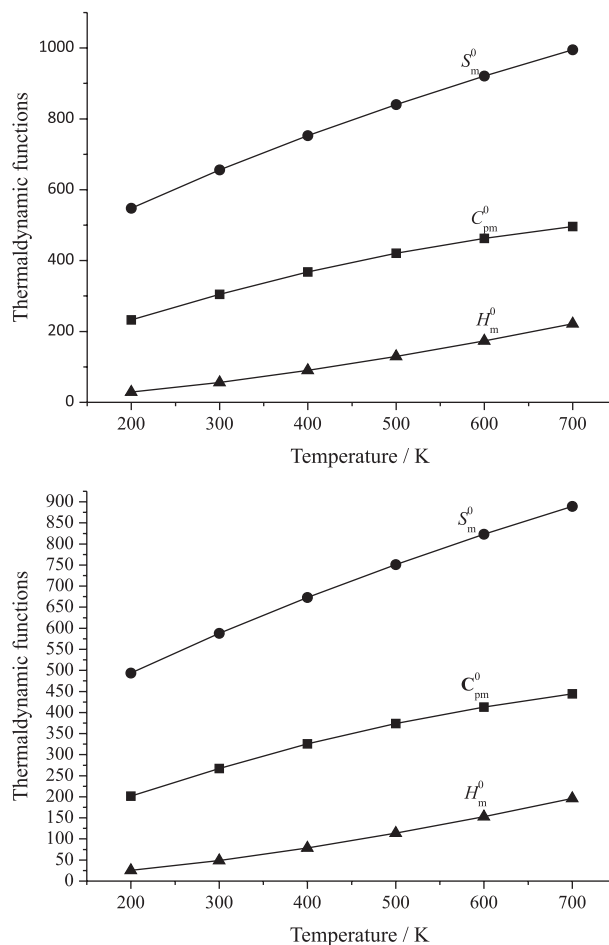 1000
800
600
400
200
0
Thermaldynamic functions
S⁰ₘ
C⁰ₚₘ
H⁰ₘ
200 300 400 500 600 700
Temperature / K
900
850
800
750
700
650
600
550
500
450
400
350
300
250
200
150
100
50
0
Thermaldynamic functions
S⁰ₘ
C⁰ₚₘ
H⁰ₘ
200 300 400 500 600 700
Temperature / K